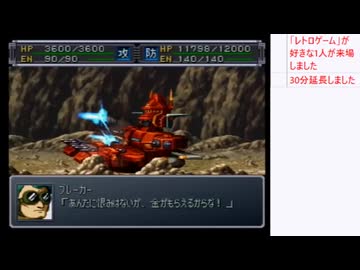 HP 3600/3600
EN 90/90
攻
防
HP 11798/12000
EN 140/140
「レトロゲーム」が
好きな1人が来場
しました
30分延長しました
ブレーカー
「あんたに恨みはないが、金がもらえるからな！」